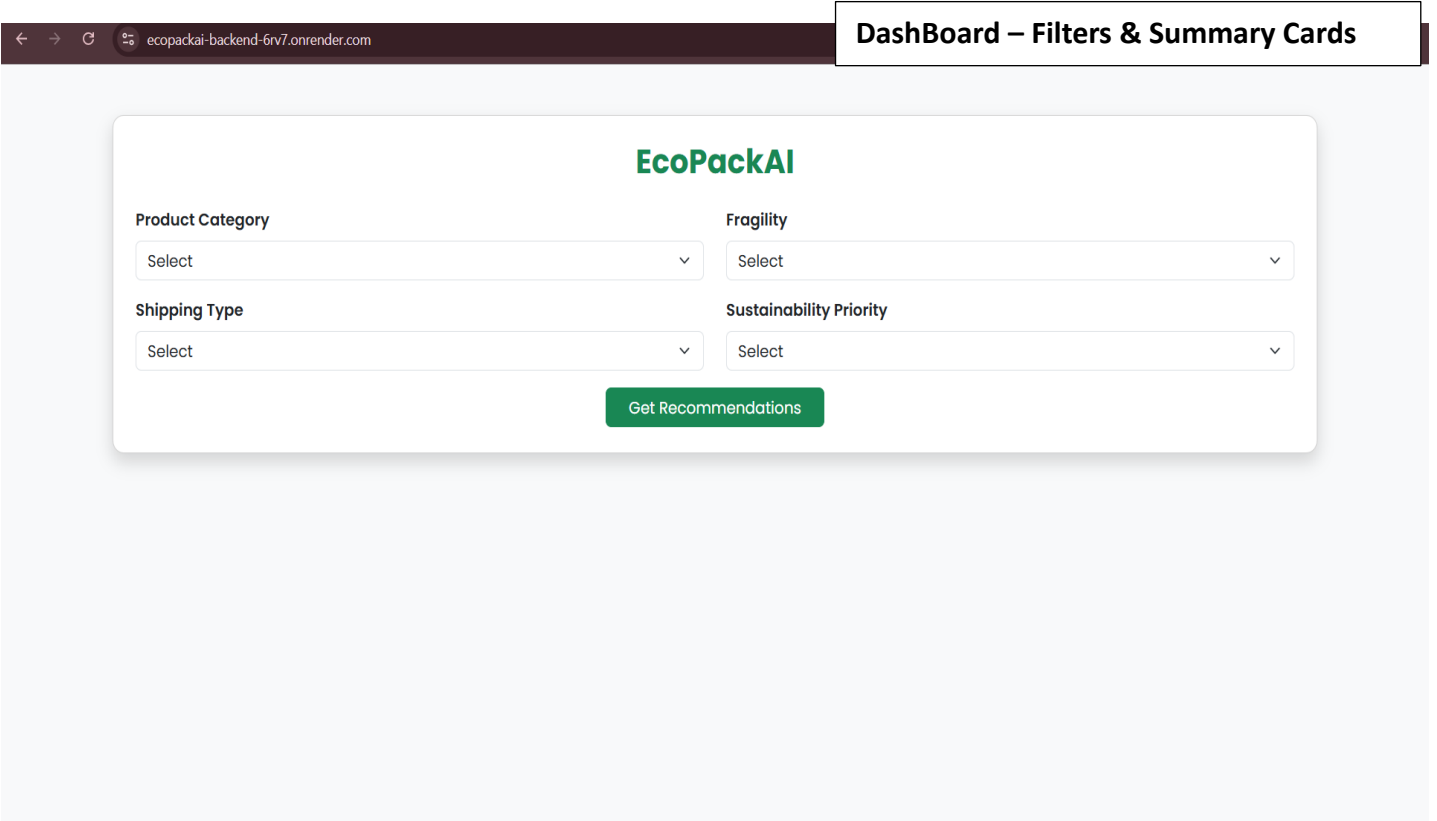 ecopackai-backend-6rv7.onrender.com
DashBoard – Filters & Summary Cards
EcoPackAI
Product Category
Fragility
Select
Select
Shipping Type
Sustainability Priority
Select
Select
Get Recommendations